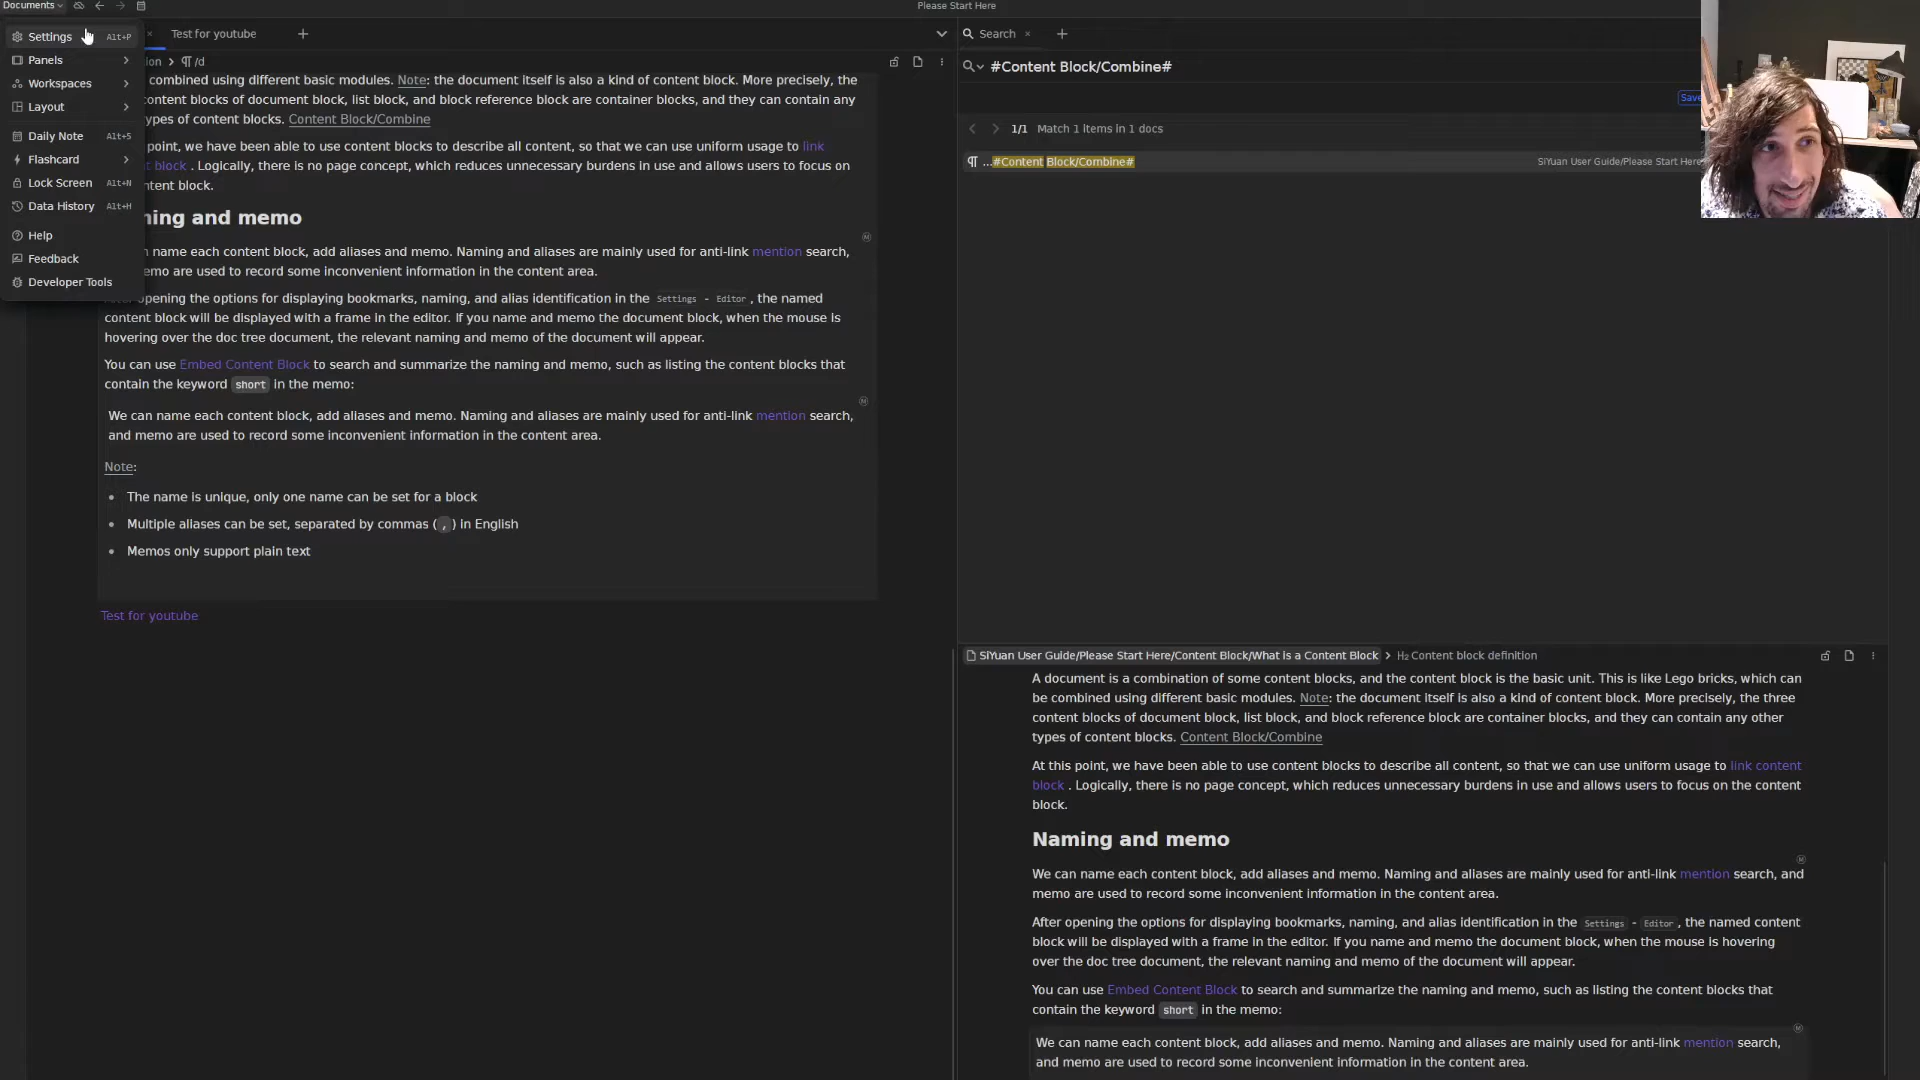 Documents
Please Start Here
Settings Alt+P
Panels
Workspaces
Layout
Daily Note Alt+5
Flashcard
Lock Screen Alt+N
Data History Alt+H
Help
Feedback
Developer Tools
Test for youtube
ion > /d
combined using different basic modules. Note: the document itself is also a kind of content block. More precisely, the
ontent blocks of document block, list block, and block reference block are container blocks, and they can contain any
ypes of content blocks. Content Block/Combine
point, we have been able to use content blocks to describe all content, so that we can use uniform usage to link
t block . Logically, there is no page concept, which reduces unnecessary burdens in use and allows users to focus on
ntent block.
ning and memo
n name each content block, add aliases and memo. Naming and aliases are mainly used for anti-link mention search,
emo are used to record some inconvenient information in the content area.
opening the options for displaying bookmarks, naming, and alias identification in the Settings - Editor , the named
content block will be displayed with a frame in the editor. If you name and memo the document block, when the mouse is
hovering over the doc tree document, the relevant naming and memo of the document will appear.
You can use Embed Content Block to search and summarize the naming and memo, such as listing the content blocks that
contain the keyword short in the memo:
We can name each content block, add aliases and memo. Naming and aliases are mainly used for anti-link mention search,
and memo are used to record some inconvenient information in the content area.
Note:
The name is unique, only one name can be set for a block
Multiple aliases can be set, separated by commas ( , ) in English
Memos only support plain text
Test for youtube
Search
#Content Block/Combine#
Save
1/1 Match 1 items in 1 docs
...#Content Block/Combine# SiYuan User Guide/Please Start Here
SiYuan User Guide/Please Start Here/Content Block/What is a Content Block > H2 Content block definition
A document is a combination of some content blocks, and the content block is the basic unit. This is like Lego bricks, which can
be combined using different basic modules. Note: the document itself is also a kind of content block. More precisely, the three
content blocks of document block, list block, and block reference block are container blocks, and they can contain any other
types of content blocks. Content Block/Combine
At this point, we have been able to use content blocks to describe all content, so that we can use uniform usage to link content
block . Logically, there is no page concept, which reduces unnecessary burdens in use and allows users to focus on the content
block.
Naming and memo
We can name each content block, add aliases and memo. Naming and aliases are mainly used for anti-link mention search, and
memo are used to record some inconvenient information in the content area.
After opening the options for displaying bookmarks, naming, and alias identification in the Settings - Editor , the named content
block will be displayed with a frame in the editor. If you name and memo the document block, when the mouse is hovering
over the doc tree document, the relevant naming and memo of the document will appear.
You can use Embed Content Block to search and summarize the naming and memo, such as listing the content blocks that
contain the keyword short in the memo:
We can name each content block, add aliases and memo. Naming and aliases are mainly used for anti-link mention search,
and memo are used to record some inconvenient information in the content area.